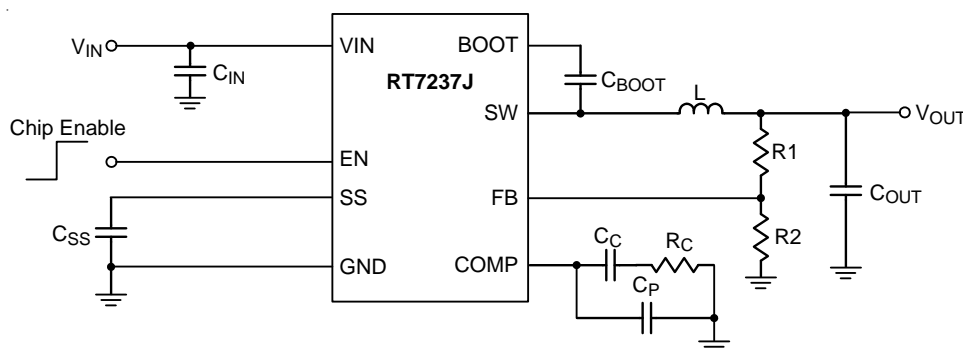 VIN
VIN
BOOT
CIN
RT7237J
CBOOT
L
SW
VOUT
Chip Enable
R1
EN
SS
FB
COUT
CSS
R2
CC
RC
GND
COMP
CP